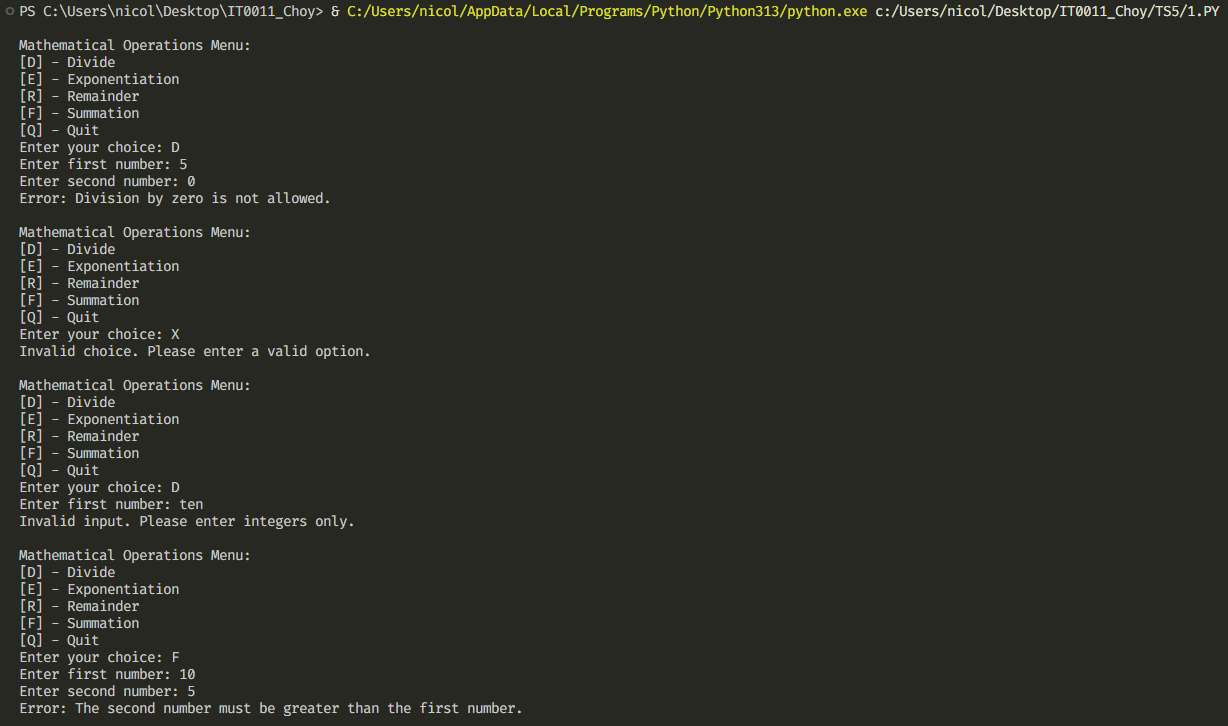 PS C:\Users\nicol\Desktop\IT0011_Choy> & C:/Users/nicol/AppData/Local/Programs/Python/Python313/python.exe c:/Users/nicol/Desktop/IT0011_Choy/TS5/1.PY
Mathematical Operations Menu:
[D] - Divide
[E] - Exponentiation
[R] - Remainder
[F] - Summation
[Q] - Quit
Enter your choice: D
Enter first number: 5
Enter second number: 0
Error: Division by zero is not allowed.
Mathematical Operations Menu:
[D] - Divide
[E] - Exponentiation
[R] - Remainder
[F] - Summation
[Q] - Quit
Enter your choice: X
Invalid choice. Please enter a valid option.
Mathematical Operations Menu:
[D] - Divide
[E] - Exponentiation
[R] - Remainder
[F] - Summation
[Q] - Quit
Enter your choice: D
Enter first number: ten
Invalid input. Please enter integers only.
Mathematical Operations Menu:
[D] - Divide
[E] - Exponentiation
[R] - Remainder
[F] - Summation
[Q] - Quit
Enter your choice: F
Enter first number: 10
Enter second number: 5
Error: The second number must be greater than the first number.